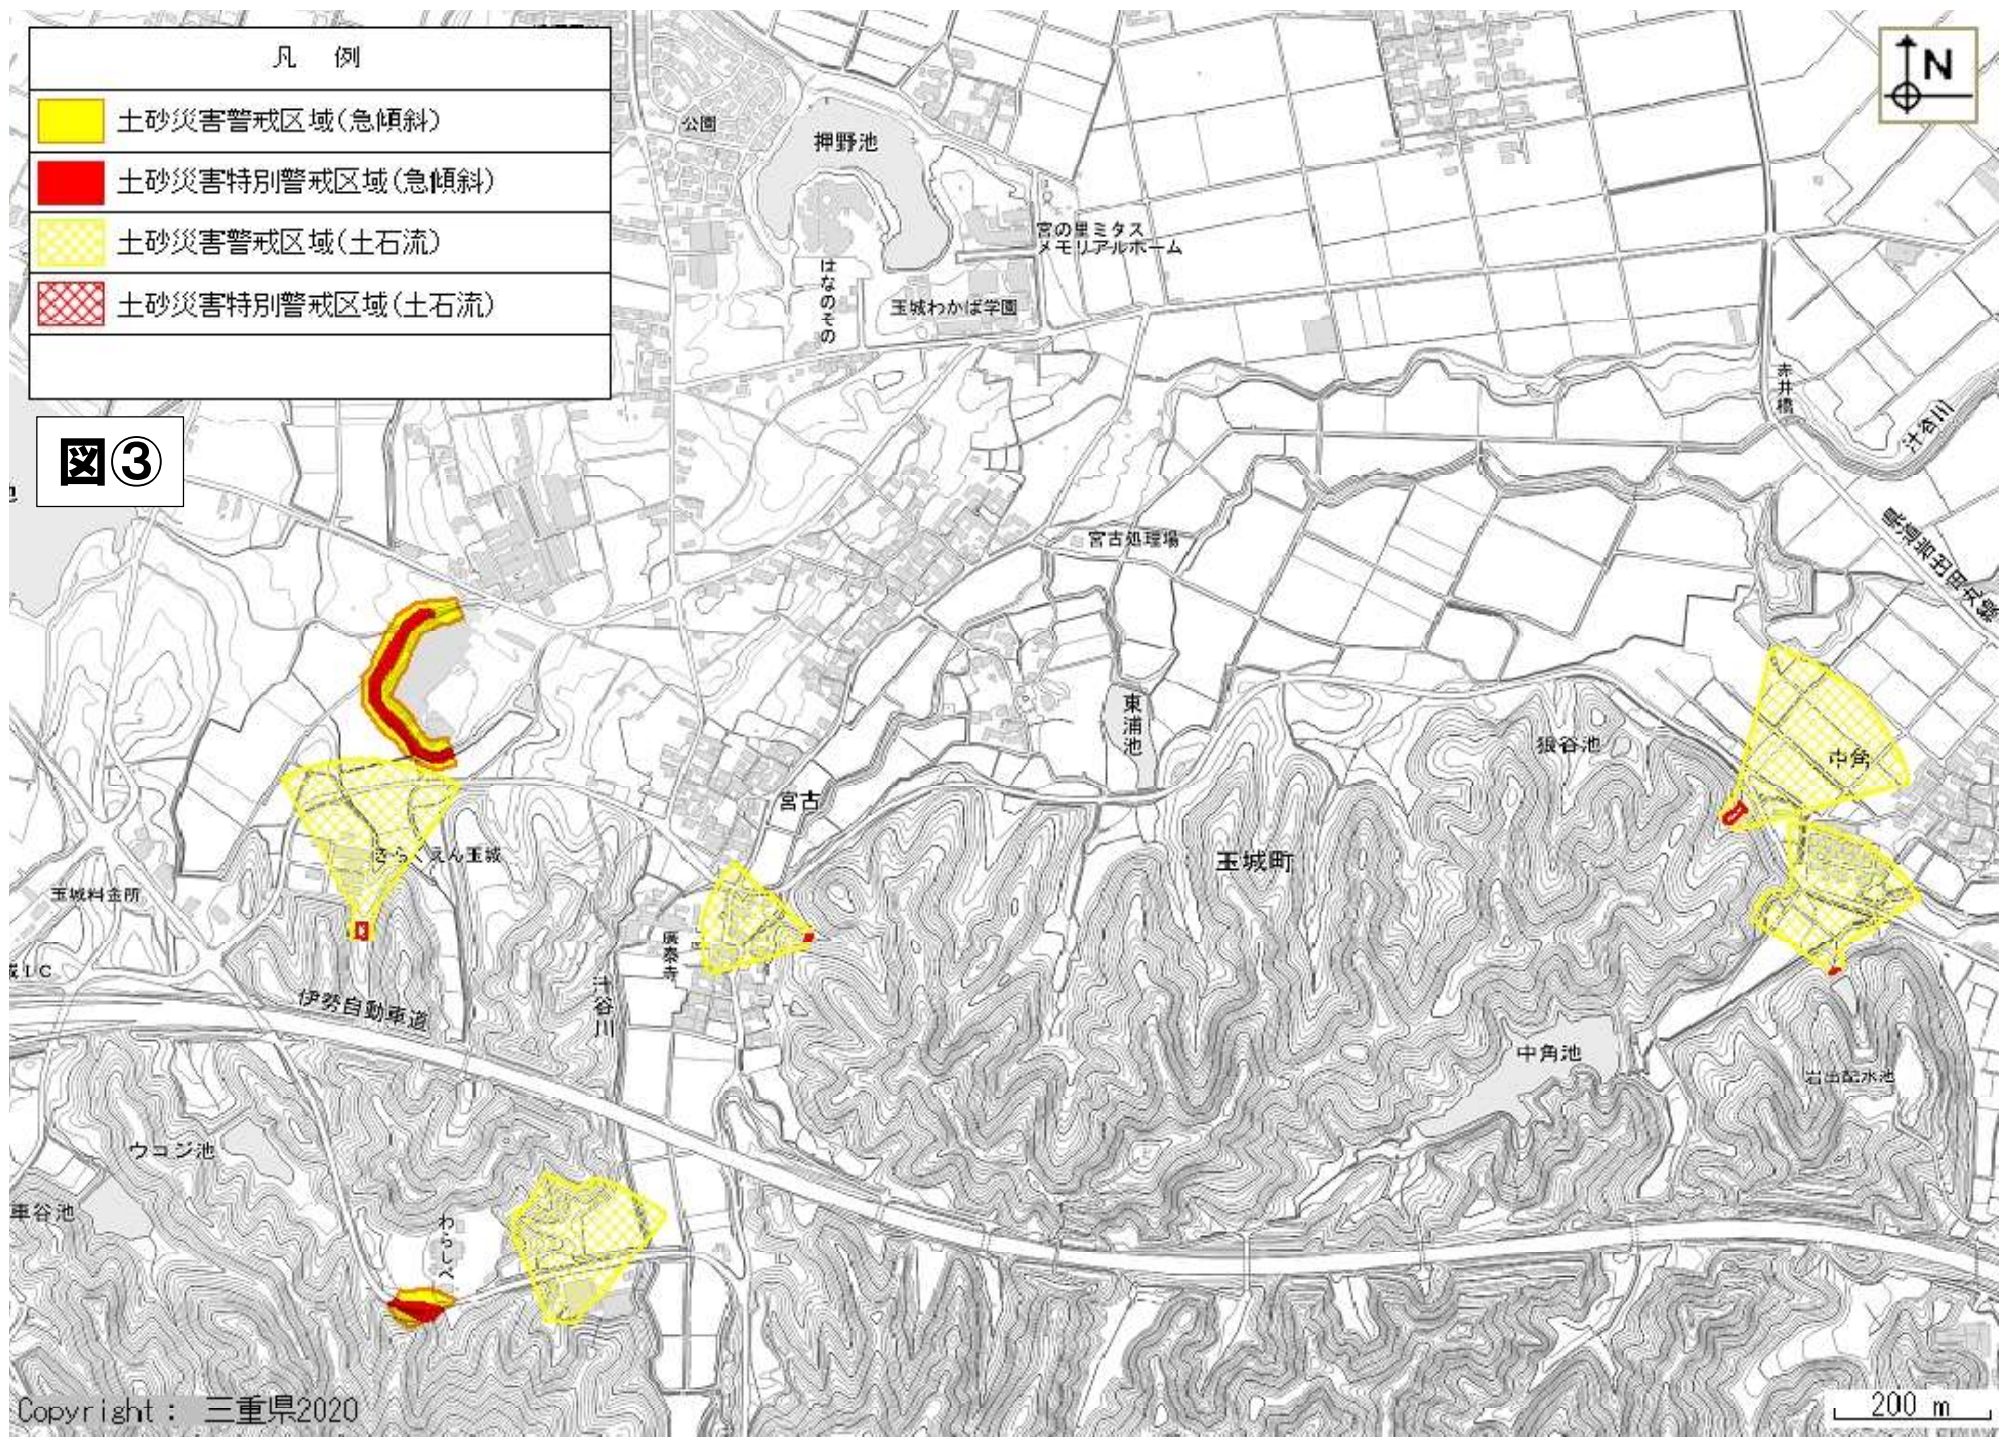 凡 例
土砂災害警戒区域(急傾斜)
土砂災害特別警戒区域(急傾斜)
土砂災害警戒区域(土石流)
土砂災害特別警戒区域(土石流)
図③
N
公園
押野池
宮の里ミタス
メモリアルホーム
はなのその
玉城わかば学園
赤井橋
汁谷川
県道岩出田丸線
宮古処理場
東浦池
狼谷池
中角
宮古
玉城町
きらくえん玉城
玉城料金所
廣泰寺
汁谷川
伊勢自動車道
中角池
岩出配水池
ウコジ池
車谷池
わらしべ
Copyright : 三重県2020
200 m